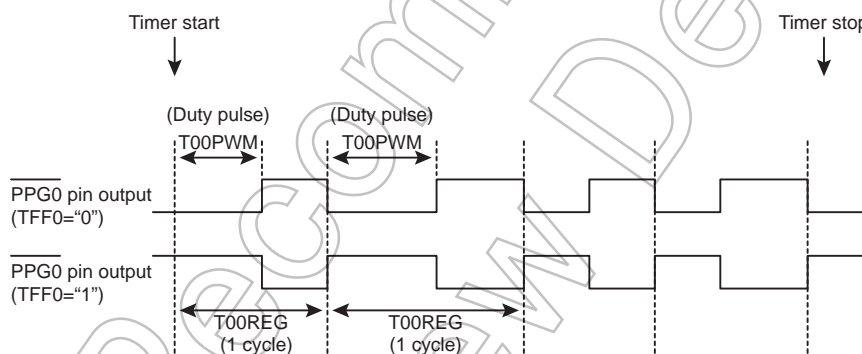 Timer start
Timer stop
(Duty pulse)
(Duty pulse)
T00PWM
T00PWM
PPG0 pin output
(TFF0=“0”)
PPG0 pin output
(TFF0=“1”)
T00REG
(1 cycle)
T00REG
(1 cycle)